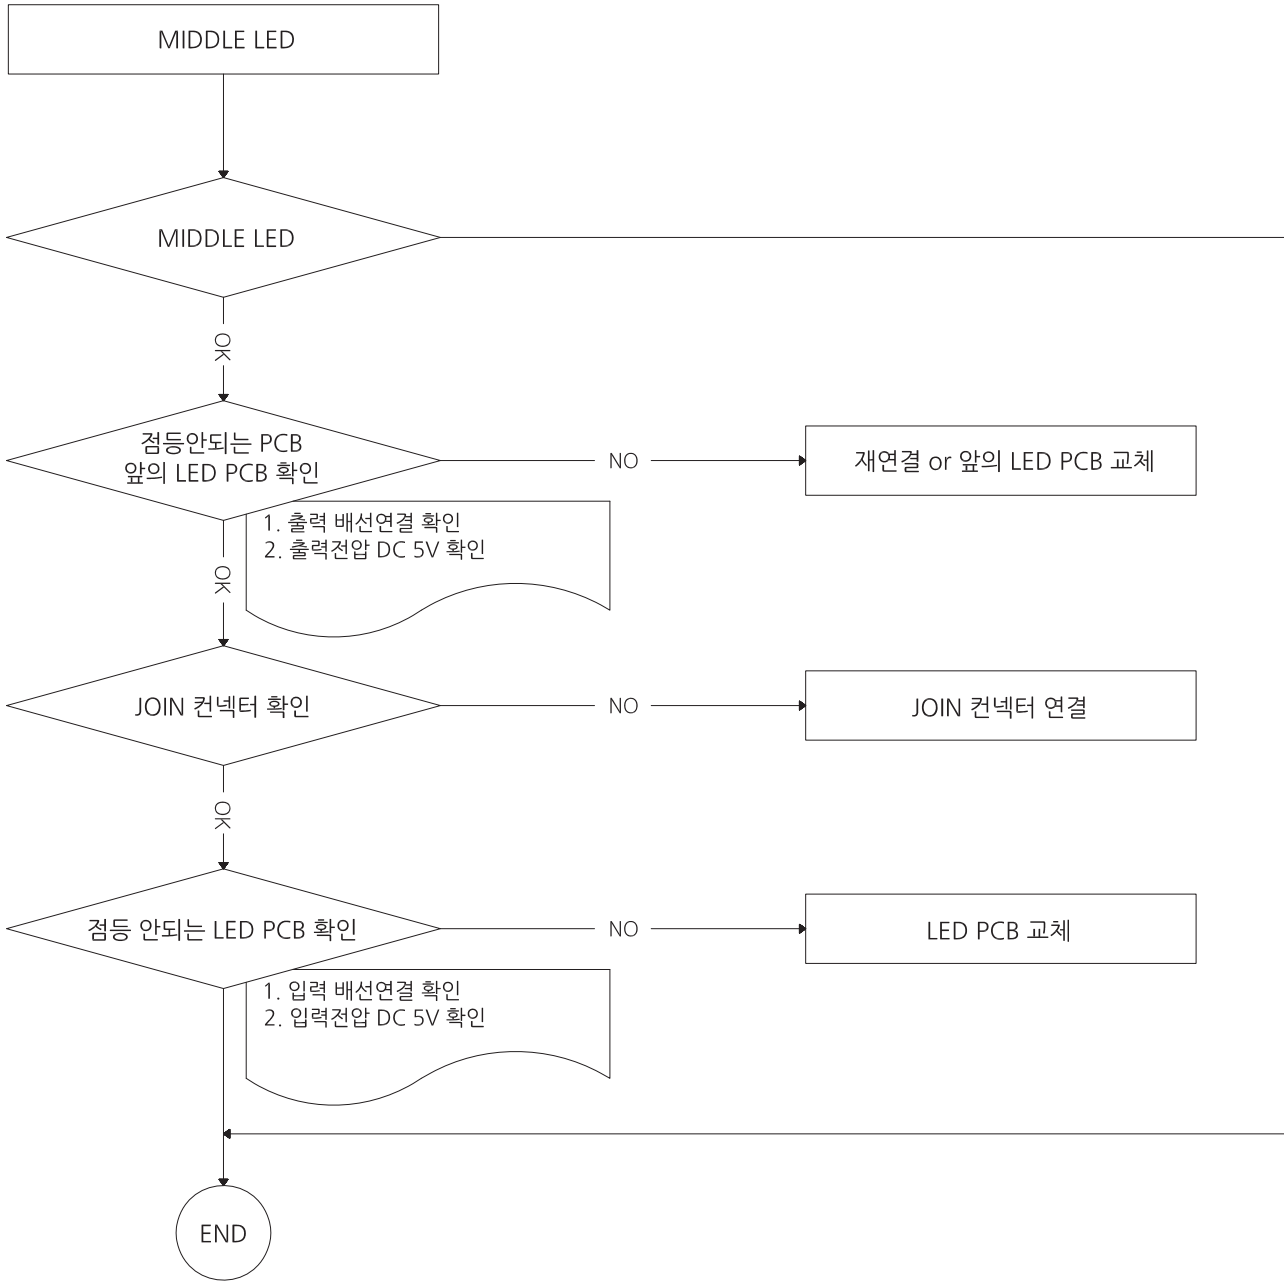 MIDDLE LED
MIDDLE LED
OK
점등안되는 PCB
앞의 LED PCB 확인
NO
재연결 or 앞의 LED PCB 교체
1. 출력 배선연결 확인
2. 출력전압 DC 5V 확인
OK
JOIN 컨넥터 확인
NO
JOIN 컨넥터 연결
OK
점등 안되는 LED PCB 확인
NO
LED PCB 교체
1. 입력 배선연결 확인
2. 입력전압 DC 5V 확인
END